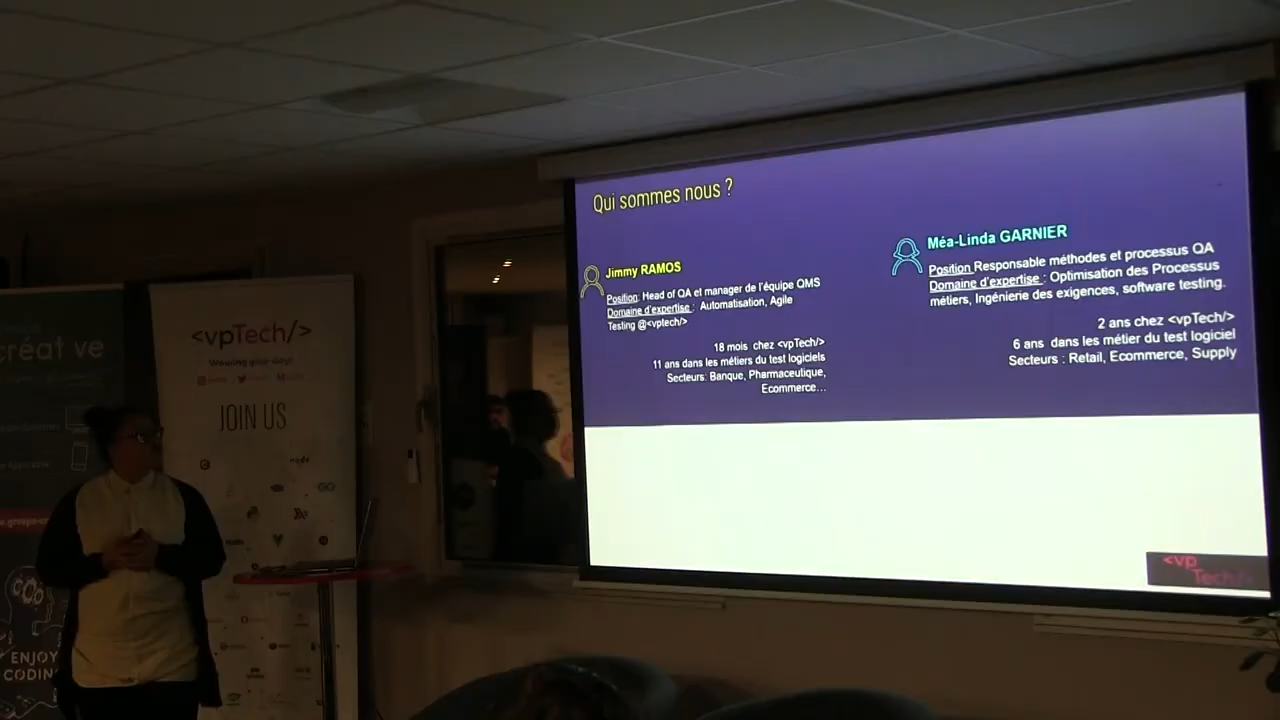 Qui sommes nous ?
Jimmy RAMOS
Position: Head of QA et manager de l'équipe QMS
Domaine d'expertise : Automatisation, Agile
Testing @<vptech/>
18 mois chez <vpTech/>
11 ans dans les métiers du test logiciels
Secteurs: Banque, Pharmaceutique,
Ecommerce...
Méa-Linda GARNIER
Position Responsable méthodes et processus QA
Domaine d'expertise : Optimisation des Processus
métiers, Ingénierie des exigences, software testing.
2 ans chez <vpTech/>
6 ans dans les métier du test logiciel
Secteurs : Retail, Ecommerce, Supply
<vp
Tech/>
<vpTech/>
JOIN US
GO
ENJOY
CODIN